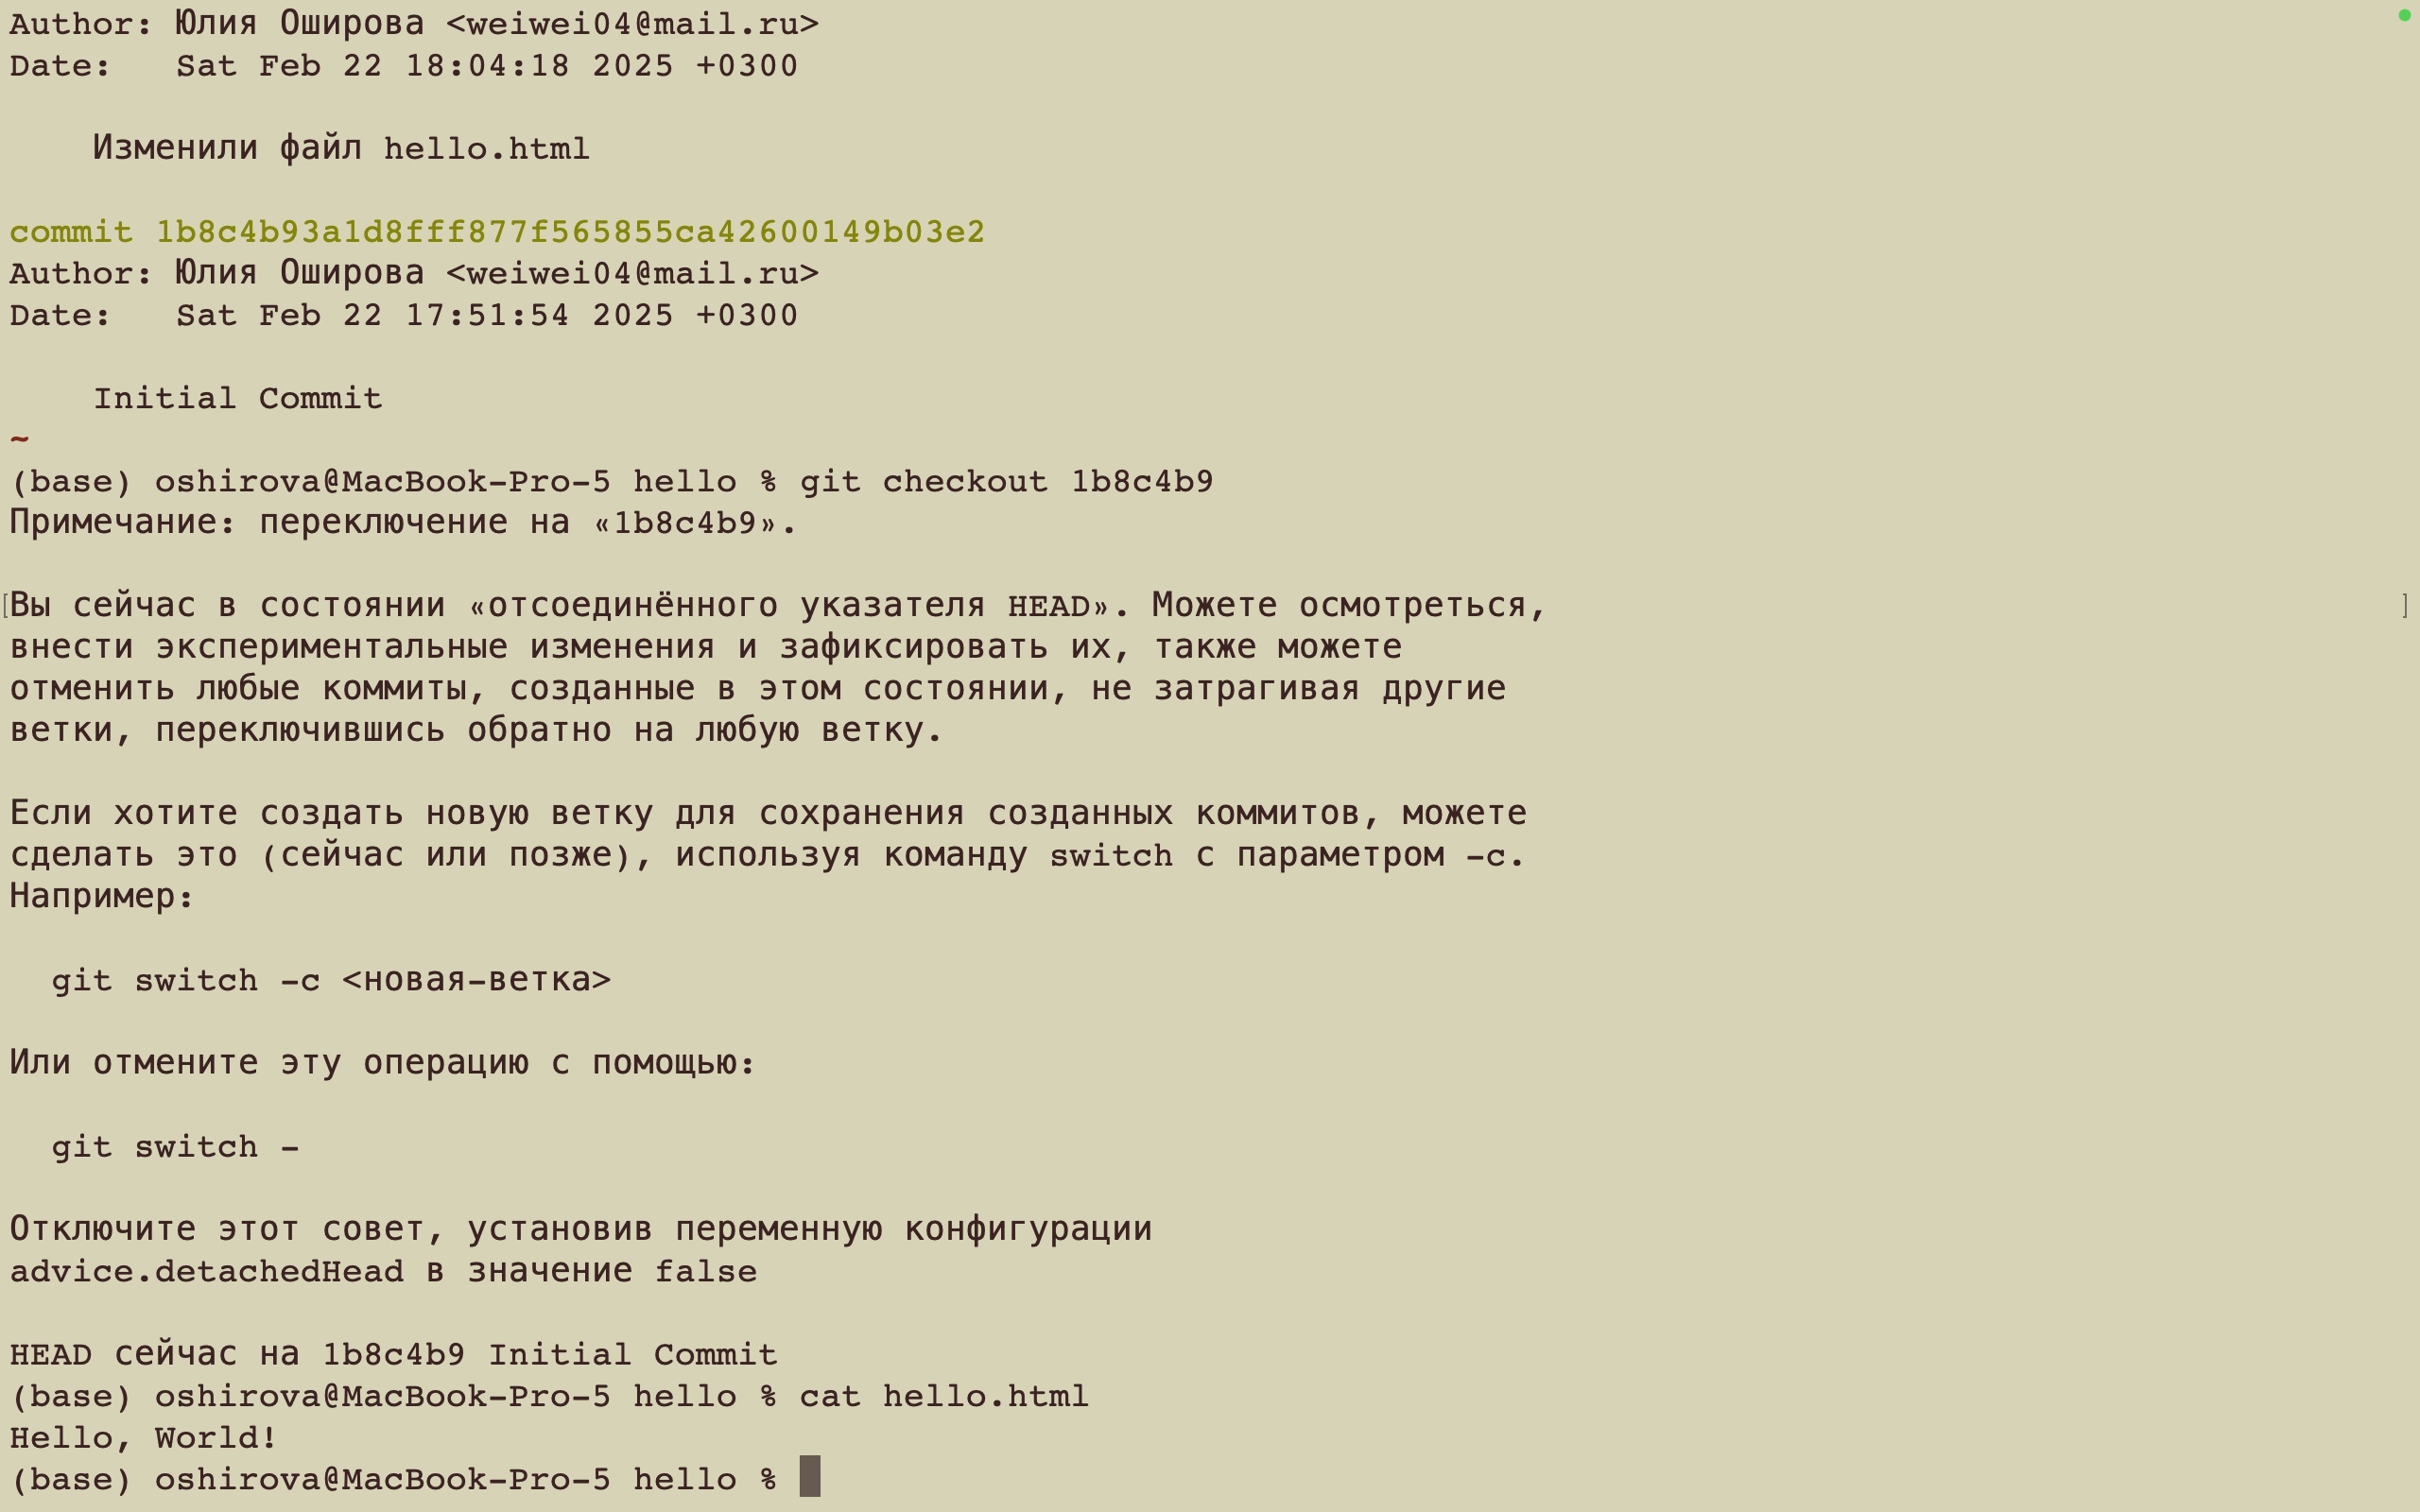 Author: Юлия Оширова <weiwei04@mail.ru>
Date:   Sat Feb 22 18:04:18 2025 +0300
    Изменили файл hello.html
commit 1b8c4b93a1d8fff877f565855ca42600149b03e2
Author: Юлия Оширова <weiwei04@mail.ru>
Date:   Sat Feb 22 17:51:54 2025 +0300
    Initial Commit
~
(base) oshirova@MacBook-Pro-5 hello % git checkout 1b8c4b9
Примечание: переключение на «1b8c4b9».
[Вы сейчас в состоянии «отсоединённого указателя HEAD». Можете осмотреться, ]
внести экспериментальные изменения и зафиксировать их, также можете
отменить любые коммиты, созданные в этом состоянии, не затрагивая другие
ветки, переключившись обратно на любую ветку.
Если хотите создать новую ветку для сохранения созданных коммитов, можете
сделать это (сейчас или позже), используя команду switch с параметром -c.
Например:
  git switch -c <новая-ветка>
Или отмените эту операцию с помощью:
  git switch -
Отключите этот совет, установив переменную конфигурации
advice.detachedHead в значение false
HEAD сейчас на 1b8c4b9 Initial Commit
(base) oshirova@MacBook-Pro-5 hello % cat hello.html
Hello, World!
(base) oshirova@MacBook-Pro-5 hello %